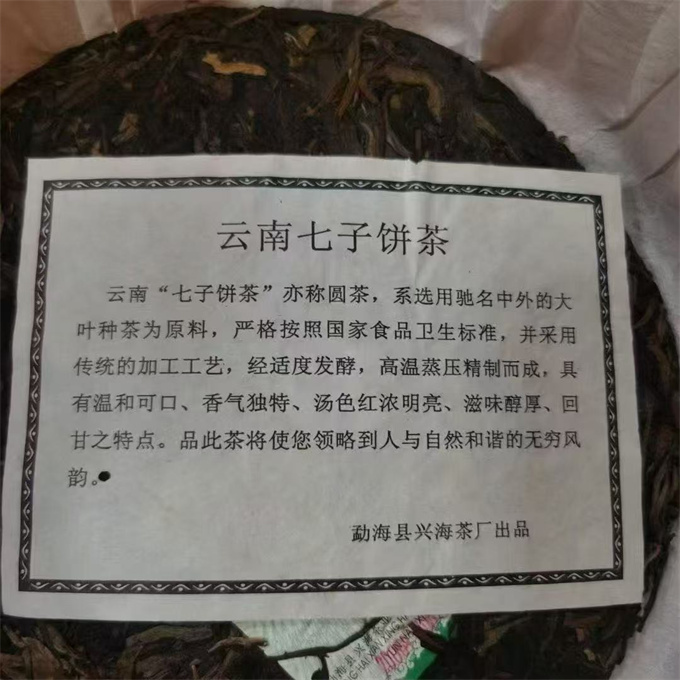 云南七子饼茶
云南“七子饼茶”亦称圆茶，系选用驰名中外的大
叶种茶为原料，严格按照国家食品卫生标准，并采用
传统的加工工艺，经适度发酵，高温蒸压精制而成，具
有温和可口、香气独特、汤色红浓明亮、滋味醇厚、回
甘之特点。品此茶将使您领略到人与自然和谐的无穷风
韵。
勐海县兴海茶厂出品
海县兴